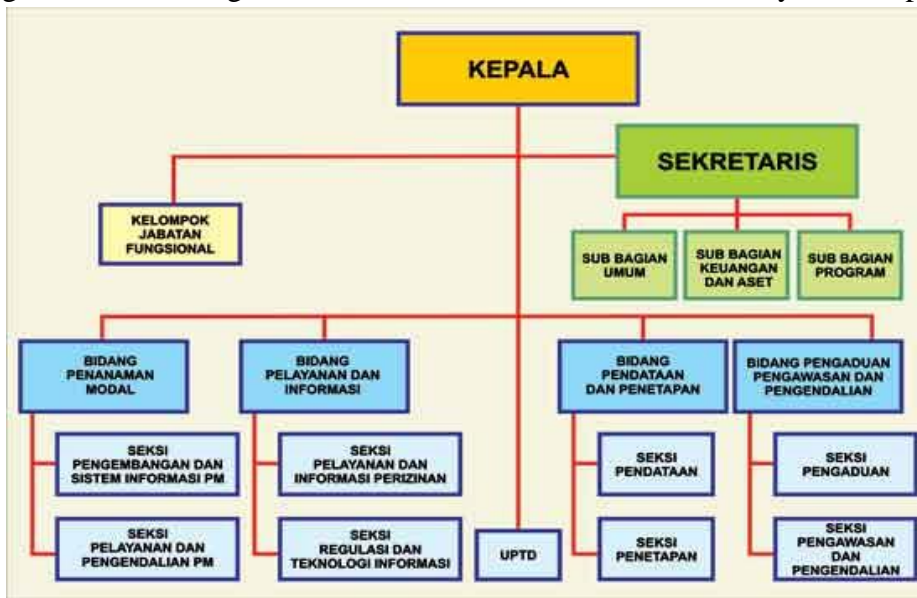 KEPALA
SEKRETARIS
KELOMPOK
JABATAN
FUNGSIONAL
SUB BAGIAN
UMUM
SUB BAGIAN
KEUANGAN
DAN ASET
SUB BAGIAN
PROGRAM
BIDANG
PENANAMAN
MODAL
BIDANG
PELAYANAN DAN
INFORMASI
BIDANG
PENDATAAN
DAN PENETAPAN
BIDANG PENGADUAN
PENGAWASAN DAN
PENGENDALIAN
SEKSI
PENGEMBANGAN DAN
SISTEM INFORMASI PM
SEKSI
PELAYANAN DAN
INFORMASI PERIZINAN
SEKSI
PENDATAAN
SEKSI
PENGADUAN
SEKSI
PELAYANAN DAN
PENGENDALIAN PM
SEKSI
REGULASI DAN
TEKNOLOGI INFORMASI
UPTD
SEKSI
PENETAPAN
SEKSI
PENGAWASAN
DAN
PENGENDALIAN